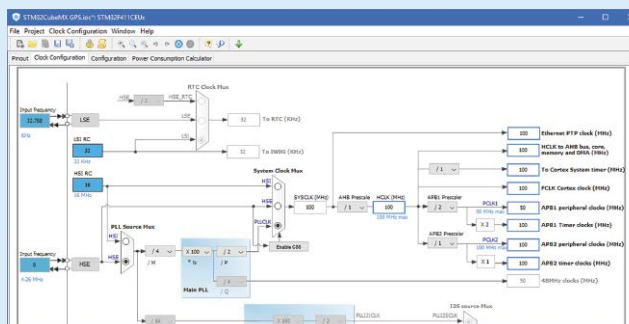 STM32CubeMX GPS.ioc*: STM32F411CEUx
File Project Clock Configuration Window Help
Pinout Clock Configuration Configuration Power Consumption Calculator
RTC Clock Mux
HSE / 2 HSE_RTC
Input frequency
32.768 LSE LSE 32 To RTC (KHz)
KHz
LSI RC LSI
32 32 To IWDG (KHz)
32 KHz
HSI RC System Clock Mux
16 HSI
16 MHz
HSE SYSCLK (MHz) AHB Prescaler HCLK (MHz)
PLLCLK 100 / 1 100
100 MHz max
PLL Source Mux
HSI
Enable CSS
Input frequency
8 HSE HSE / 4 X 100 / 2
4-26 MHz / M * N / P
/ 4
Main PLL / Q
100 Ethernet PTP clock (MHz)
100 HCLK to AHB bus, core,
memory and DMA (MHz)
/ 1 100 To Cortex System timer (MHz)
100 FCLK Cortex clock (MHz)
APB1 Prescaler PCLK1
/ 2 50 APB1 peripheral clocks (MHz)
50 MHz max
X 2 100 APB1 Timer clocks (MHz)
APB2 Prescaler PCLK2
/ 1 100 APB2 peripheral clocks (MHz)
100 MHz max
X 1 100 APB2 timer clocks (MHz)
50 48MHz clocks (MHz)
I2S source Mux
PLLI2SCLK
/ 16